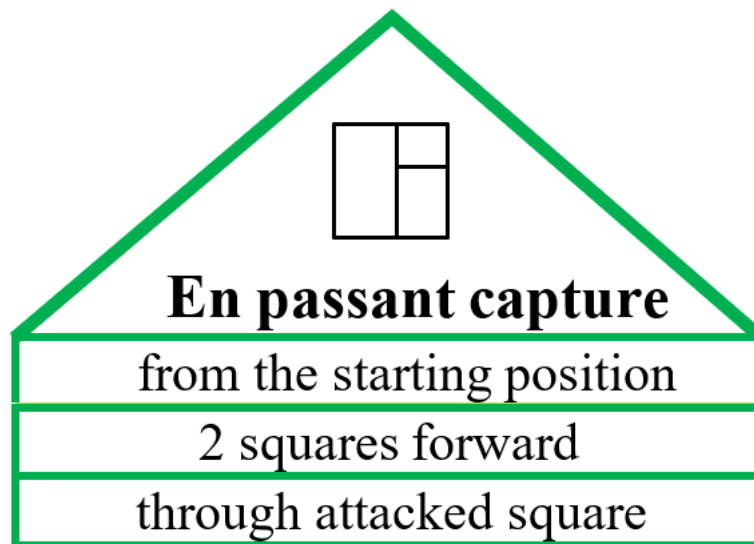 En passant capture
from the starting position
2 squares forward
through attacked square